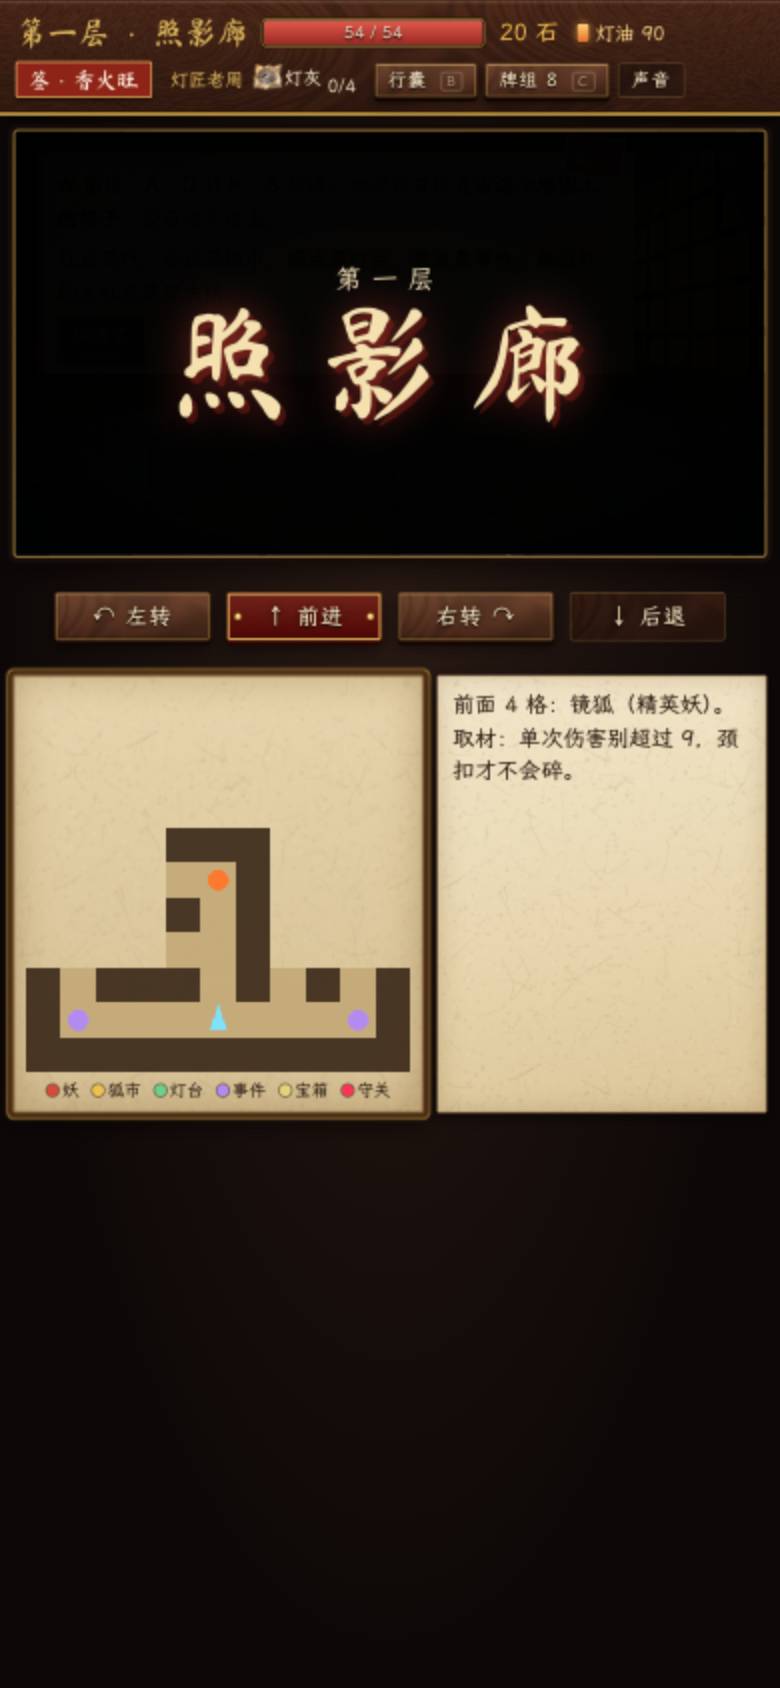 第一层 · 照影廊 54 / 54 20 石 灯油 90
签 · 香火旺 灯匠老周 灯灰 0/4 行囊 B 牌组 8 C 声音
第一层
照影廊
↶ 左转 ↑ 前进 右转 ↷ ↓ 后退
前面 4 格：镜狐（精英妖）。
取材：单次伤害别超过 9，颈
扣才不会碎。
妖 狐市 灯台 事件 宝箱 守关